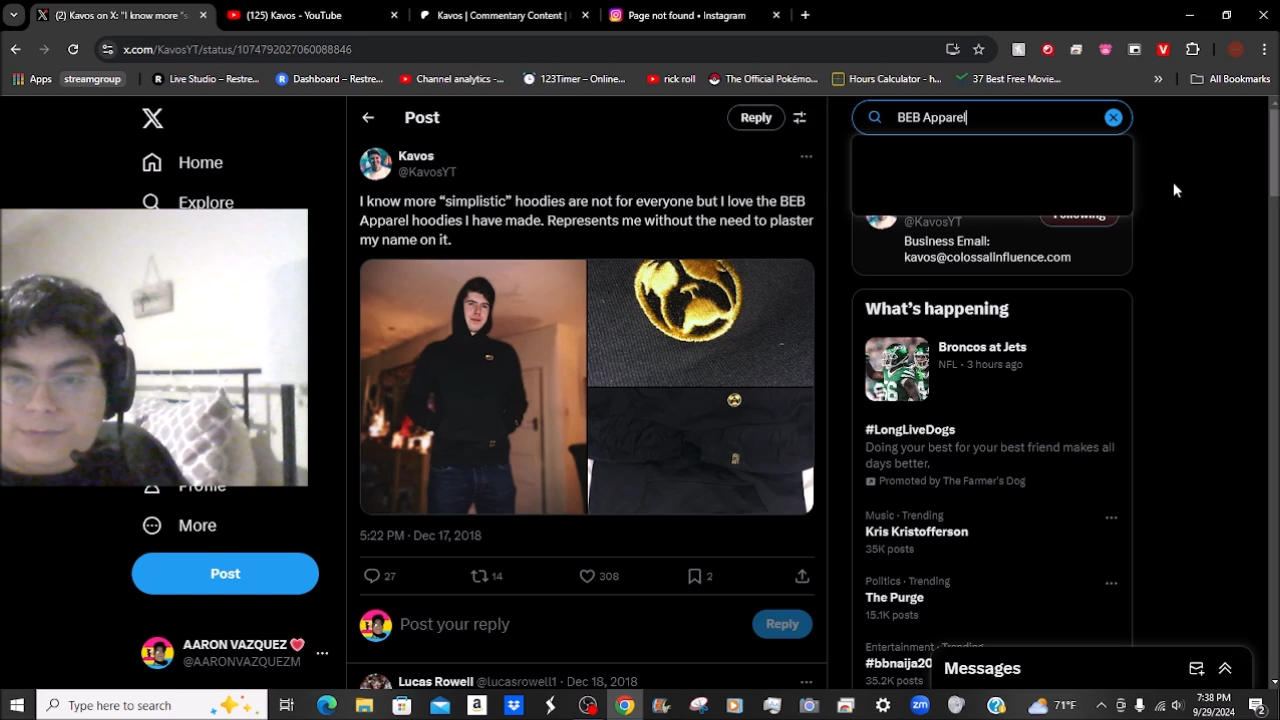 (2) Kavos on X: "I know more “s
(125) Kavos - YouTube
Kavos | Commentary Content |
Page not found • Instagram
x.com/KavosYT/status/1074792027060088846
Apps
streamgroup
Live Studio – Restre...
Dashboard – Restre...
Channel analytics -...
123Timer – Online...
rick roll
The Official Pokémo...
Hours Calculator - h...
37 Best Free Movie...
All Bookmarks
Home
Explore
Profile
More
Post
AARON VAZQUEZ
@AARONVAZQUEZM
Post
Reply
Kavos
@KavosYT
I know more “simplistic” hoodies are not for everyone but I love the BEB
Apparel hoodies I have made. Represents me without the need to plaster
my name on it.
5:22 PM · Dec 17, 2018
27
14
308
2
Post your reply
Reply
Lucas Rowell @lucasrowell1 · Dec 18, 2018
BEB Apparel
@KavosYT
Following
Business Email:
kavos@colossalinfluence.com
What’s happening
Broncos at Jets
NFL · 3 hours ago
#LongLiveDogs
Doing your best for your best friend makes all
days better.
Promoted by The Farmer's Dog
Music · Trending
Kris Kristofferson
35K posts
Politics · Trending
The Purge
15.1K posts
Entertainment · Trending
#bbnaija20
35.2K posts
Messages
Type here to search
71°F
7:38 PM
9/29/2024
2